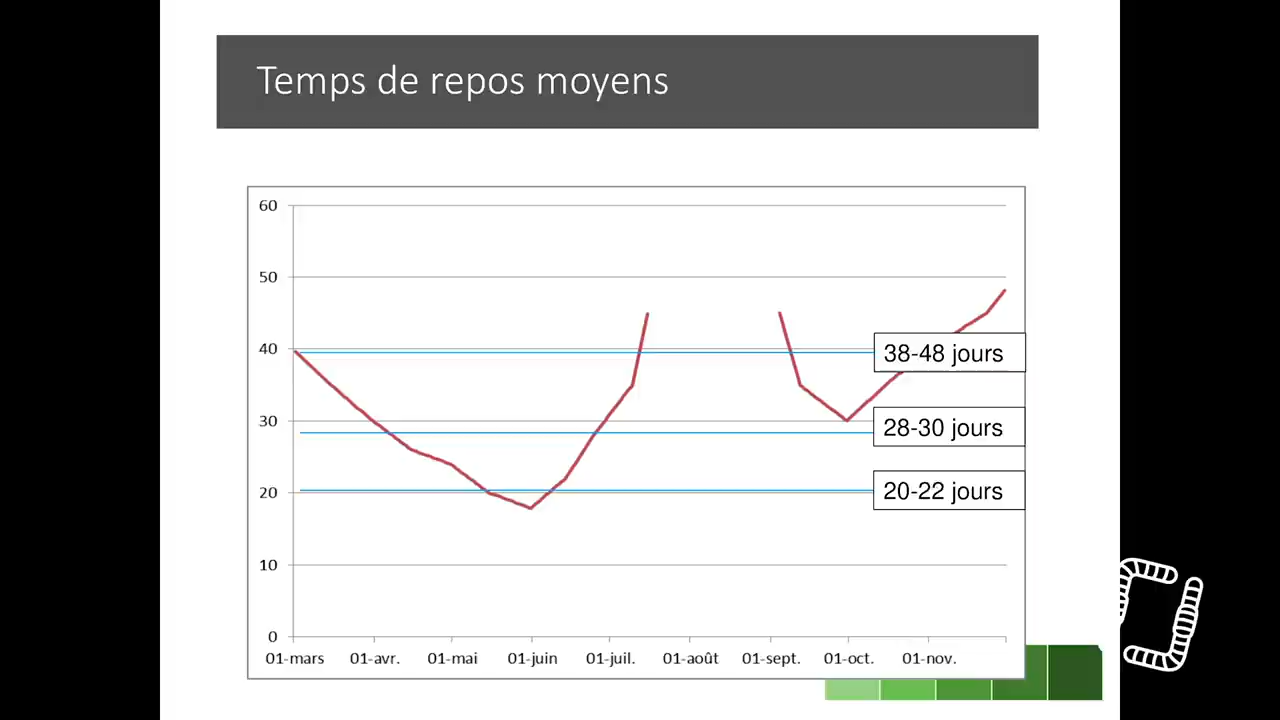 Temps de repos moyens
60
50
40
38-48 jours
30
28-30 jours
20
20-22 jours
10
0
01-mars 01-avr. 01-mai 01-juin 01-juil. 01-août 01-sept. 01-oct. 01-nov.